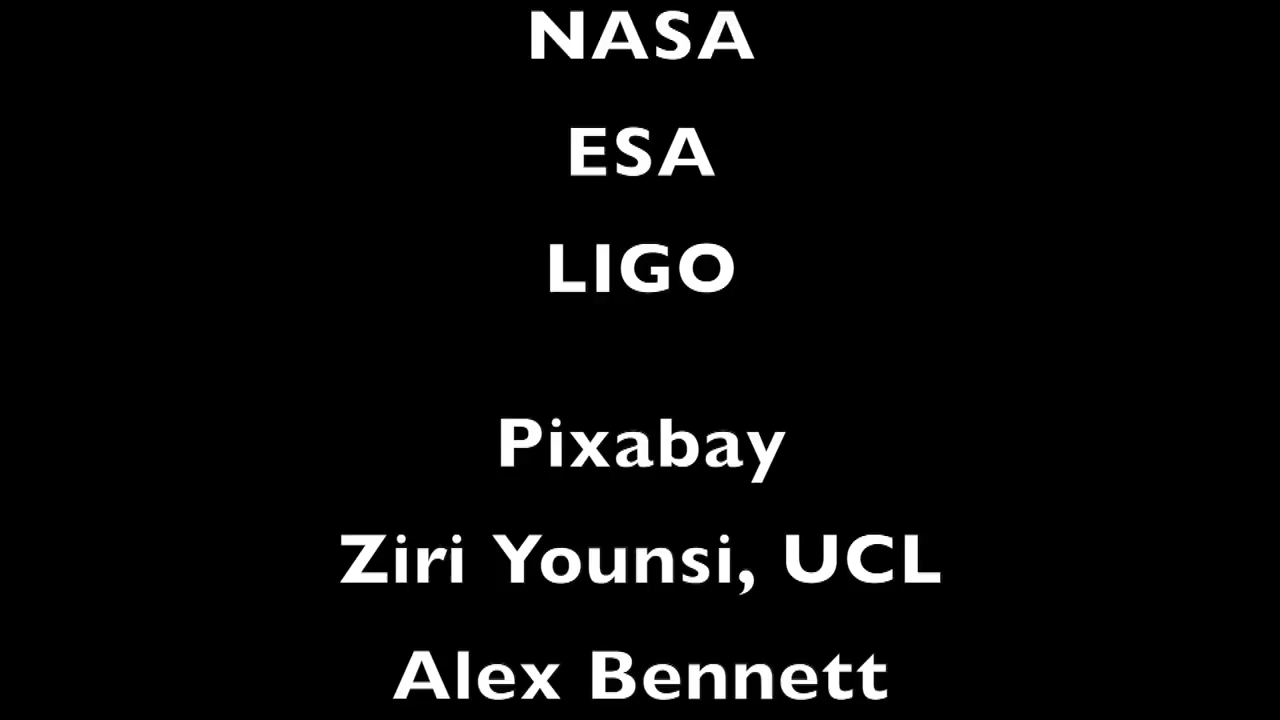 NASA
ESA
LIGO
Pixabay
Ziri Younsi, UCL
Alex Bennett